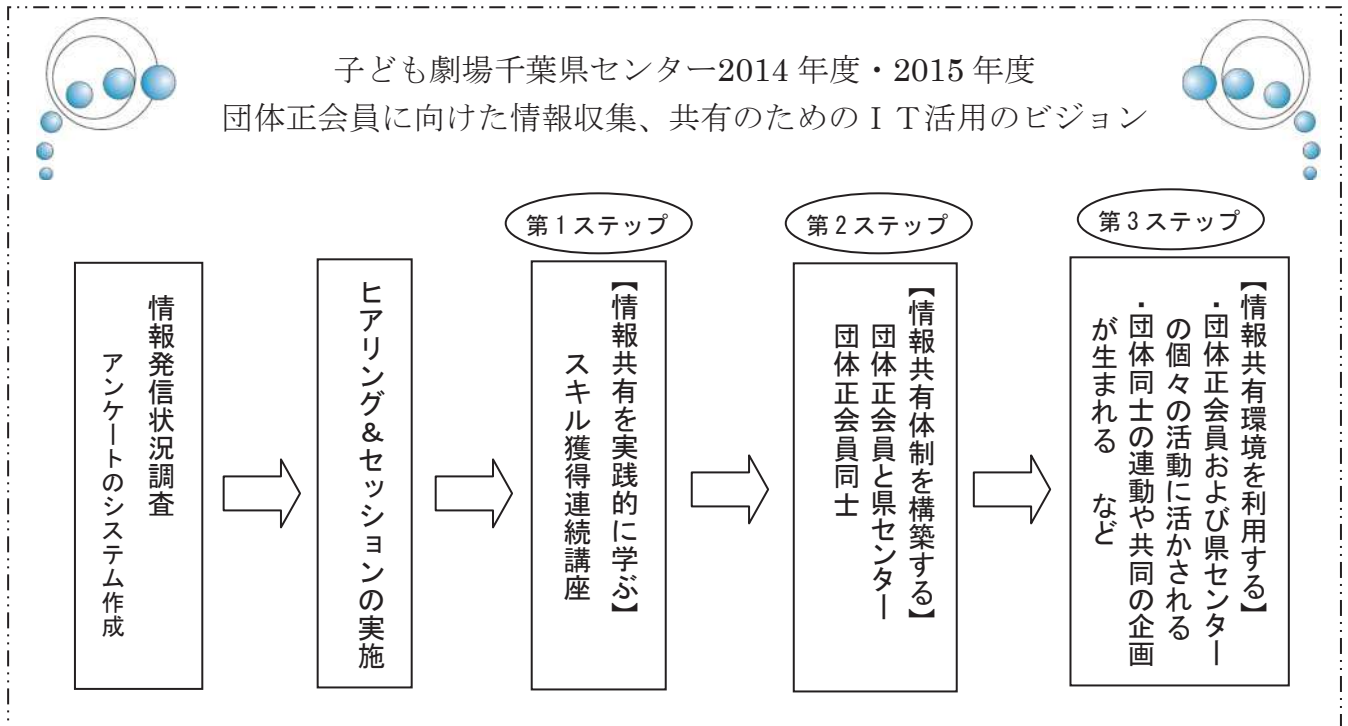 子ども劇場千葉県センター2014年度・2015年度
団体正会員に向けた情報収集、共有のためのＩＴ活用のビジョン
情報発信状況調査
アンケートのシステム作成
ヒアリング&セッションの実施
第1ステップ
【情報共有を実践的に学ぶ】
スキル獲得連続講座
第2ステップ
【情報共有体制を構築する】
団体正会員と県センター
団体正会員同士
第3ステップ
【情報共有環境を利用する】
・団体正会員および県センター
の個々の活動に活かされる
・団体同士の連動や共同の企画
が生まれる　など